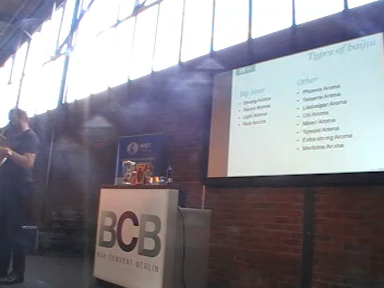 Types of baijiu
Big Four
• Strong Aroma
• Sauce Aroma
• Light Aroma
• Rice Aroma
Other
• Phoenix Aroma
• Sesame Aroma
• Laobaigan Aroma
• Chi Aroma
• Mixed Aroma
• Special Aroma
• Extra-strong Aroma
• Medicine Aroma
BCB
BAR CONVENT BERLIN